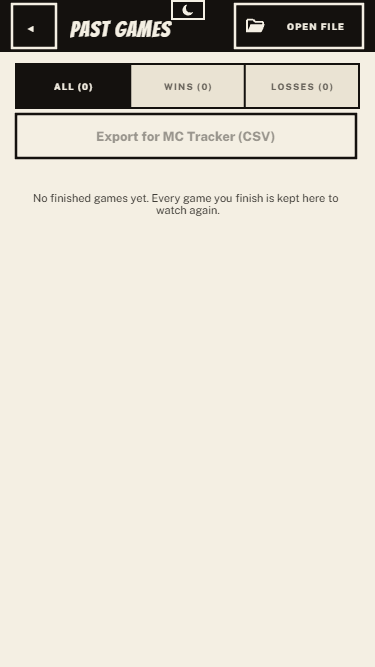 PAST GAMES
OPEN FILE
ALL (0)
WINS (0)
LOSSES (0)
Export for MC Tracker (CSV)
No finished games yet. Every game you finish is kept here to
watch again.